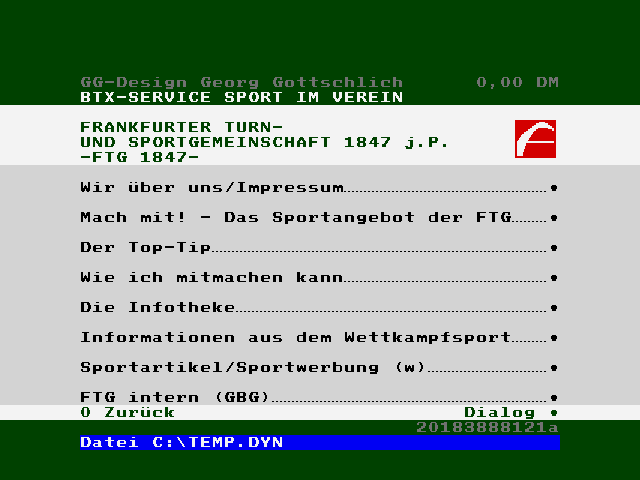 GG-Design Georg Gottschlich 0,00 DM
BTX-SERVICE SPORT IM VEREIN
FRANKFURTER TURN-
UND SPORTGEMEINSCHAFT 1847 j.P.
-FTG 1847-
Wir über uns/Impressum
Mach mit! - Das Sportangebot der FTG
Der Top-Tip
Wie ich mitmachen kann
Die Infotheke
Informationen aus dem Wettkampfsport
Sportartikel/Sportwerbung (w)
FTG intern (GBG)
0 Zurück Dialog
20183888121a
Datei C:\TEMP.DYN